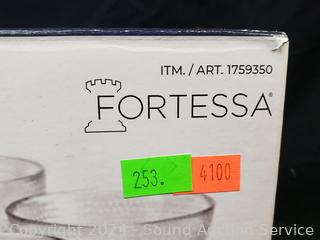 ITM. / ART. 1759350
FORTESSA®
253.
4100
Copyright 2024 - Sound Auction Service